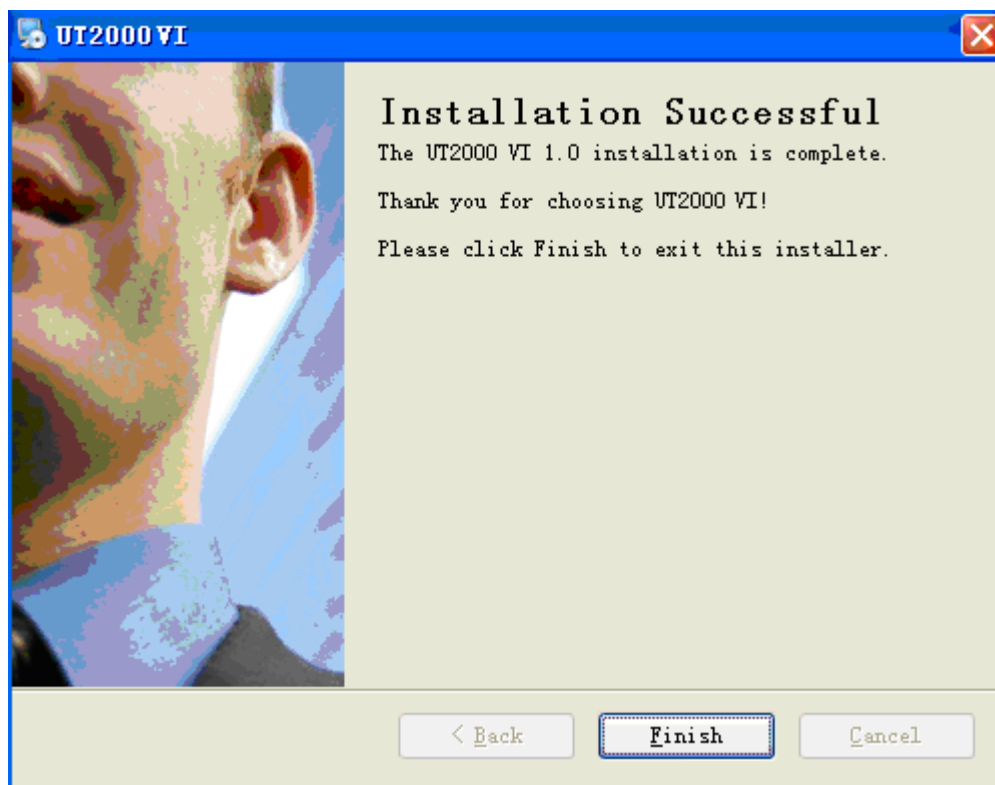 UT2000 VI
Installation Successful
The UT2000 VI 1.0 installation is complete.
Thank you for choosing UT2000 VI!
Please click Finish to exit this installer.
< Back
Finish
Cancel